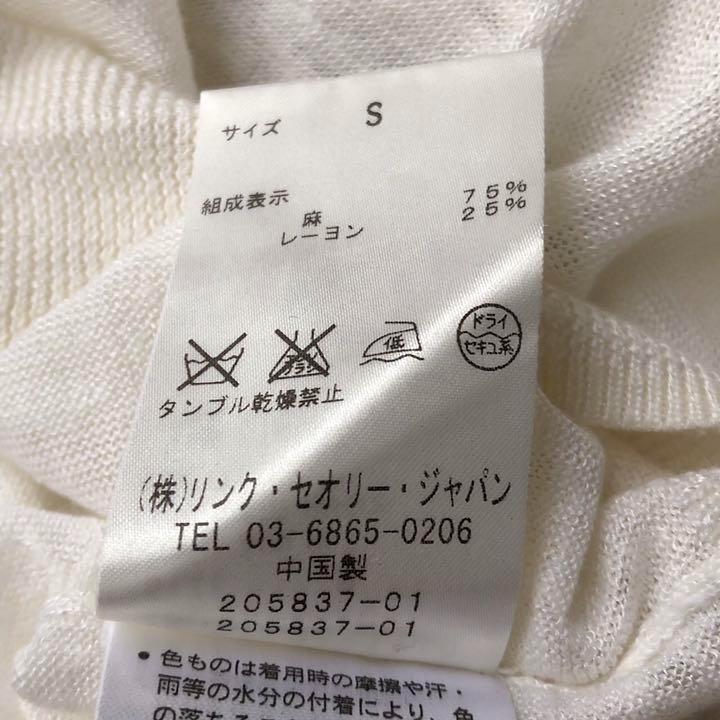 サイズ S
組成表示 麻 75%
レーヨン 25%
低 ドライ
セキユ系
タンブル乾燥禁止
(株)リンク・セオリー・ジャパン
TEL 03-6865-0206
中国製
205837-01
205837-01
・色ものは着用時の摩擦や汗・
雨等の水分の付着により、色